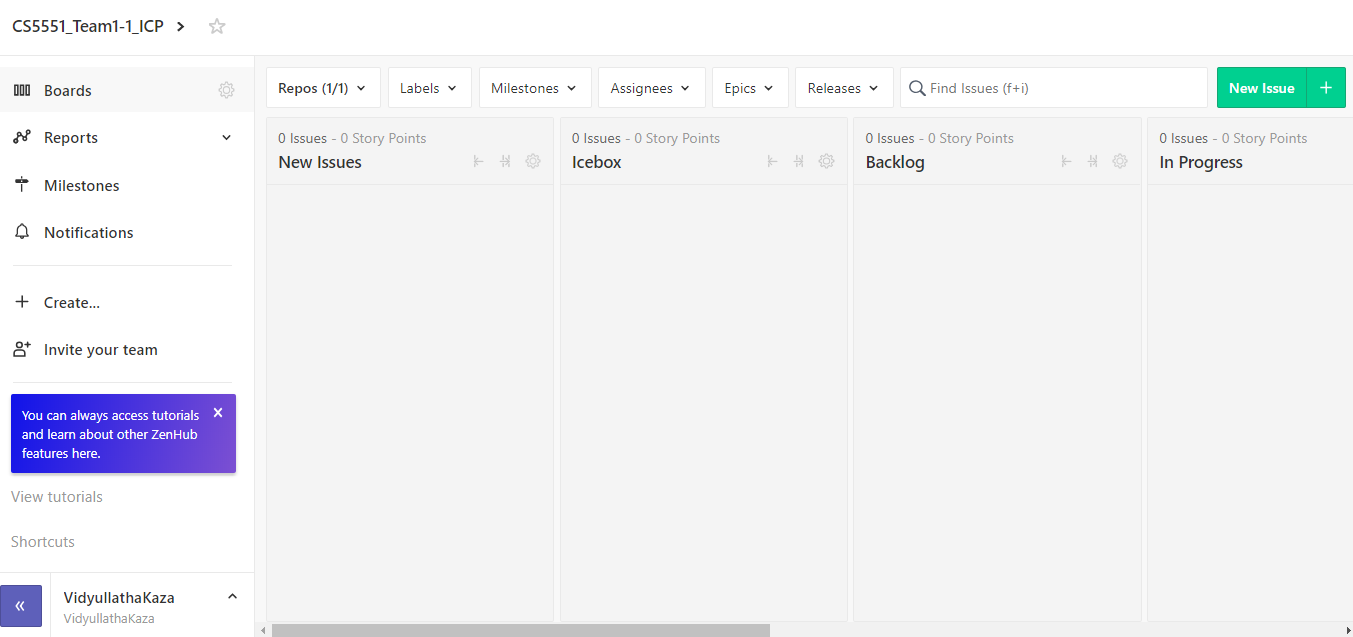 CS5551_Team1-1_ICP
Boards
Reports
Milestones
Notifications
Create...
Invite your team
You can always access tutorials
and learn about other ZenHub
features here.
View tutorials
Shortcuts
VidyullathaKaza
VidyullathaKaza
Repos (1/1) Labels Milestones Assignees Epics Releases Find Issues (f+i) New Issue +
0 Issues - 0 Story Points
New Issues
0 Issues - 0 Story Points
Icebox
0 Issues - 0 Story Points
Backlog
0 Issues - 0 Story Points
In Progress